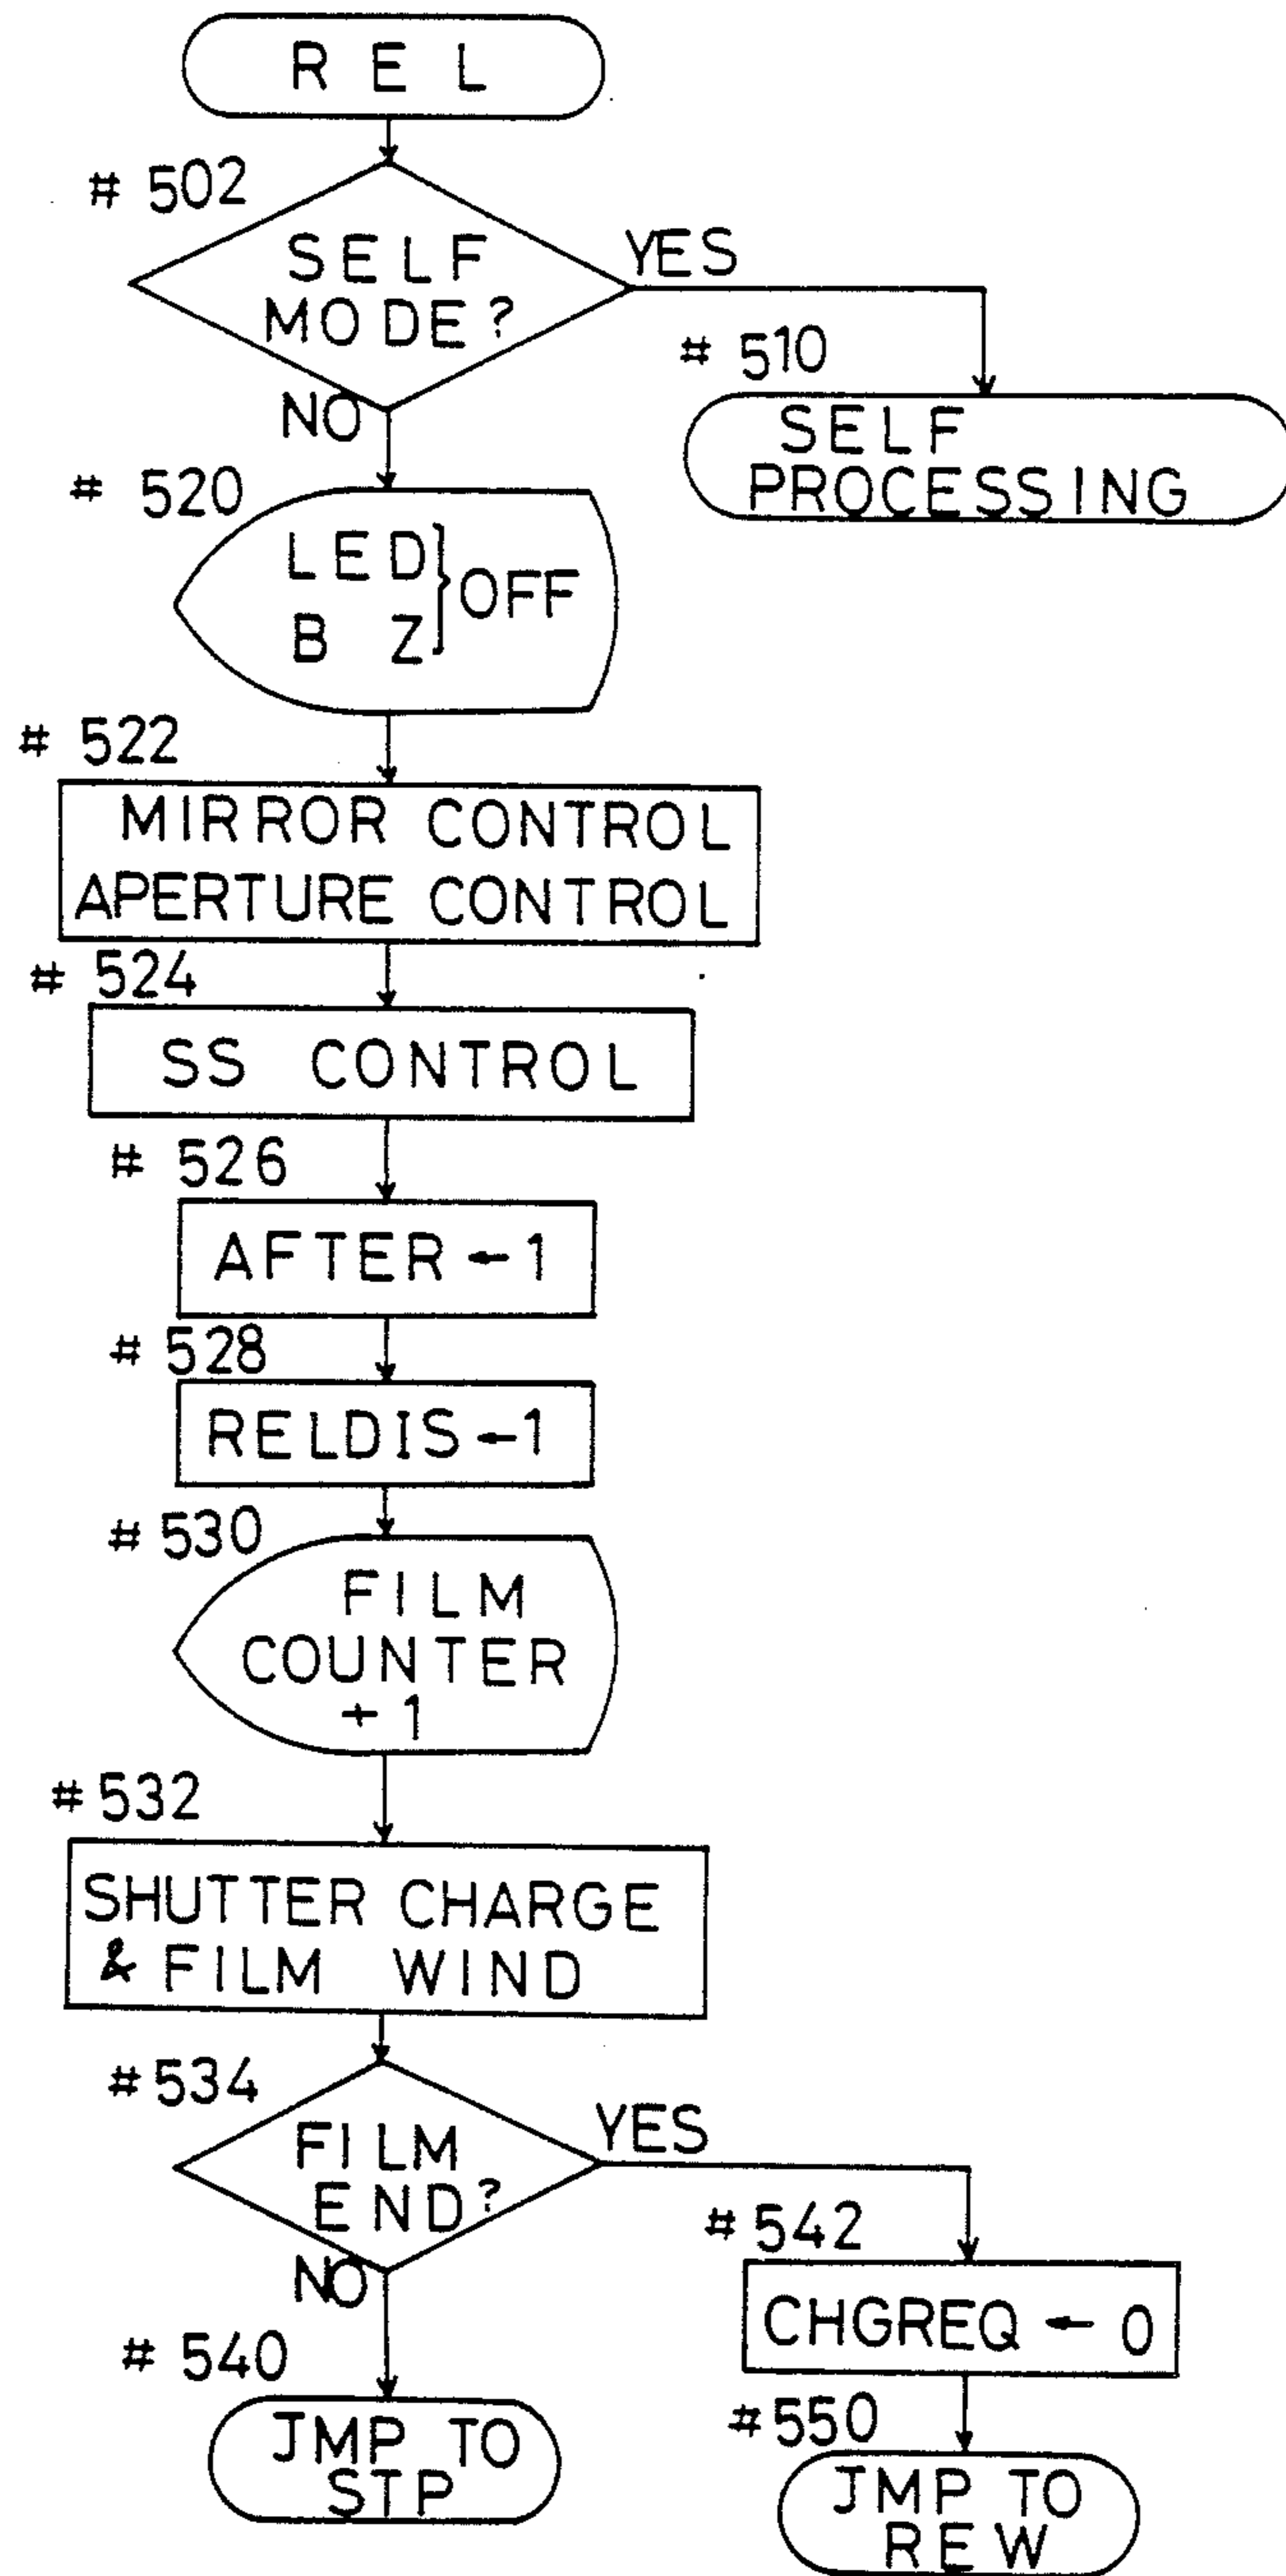 REL
# 502
SELF
MODE?
YES
NO
# 510
SELF
PROCESSING
# 520
LED
BZ
} OFF
# 522
MIRROR CONTROL
APERTURE CONTROL
# 524
SS CONTROL
# 526
AFTER ← 1
# 528
RELDIS ← 1
# 530
FILM
COUNTER
+ 1
# 532
SHUTTER CHARGE
& FILM WIND
# 534
FILM
END?
YES
NO
# 542
CHGREQ ← 0
# 540
JMP TO
STP
# 550
JMP TO
REW